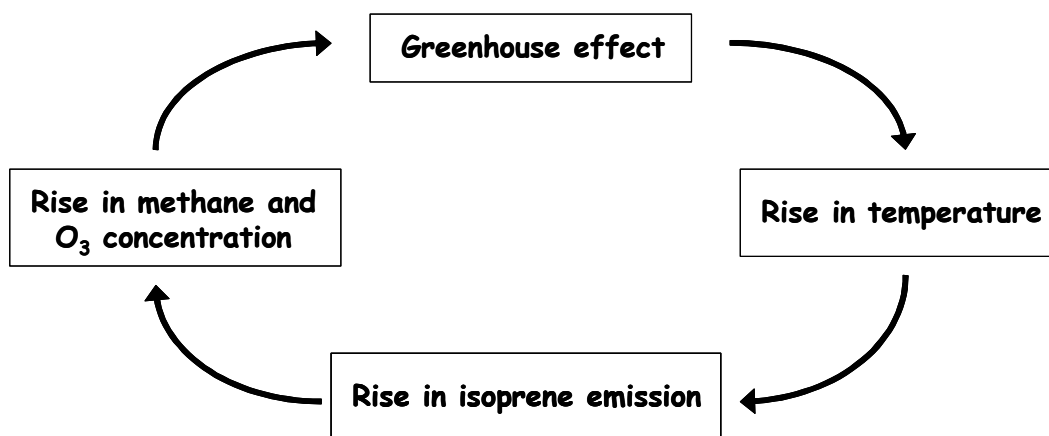 Greenhouse effect
Rise in methane and
O₃ concentration
Rise in temperature
Rise in isoprene emission